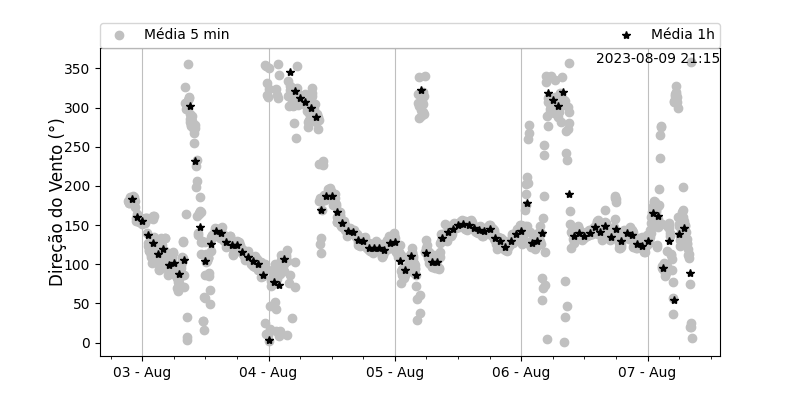 Média 5 min
Média 1h
2023-08-09 21:15
Direção do Vento (°)
350
300
250
200
150
100
50
0
03 - Aug
04 - Aug
05 - Aug
06 - Aug
07 - Aug